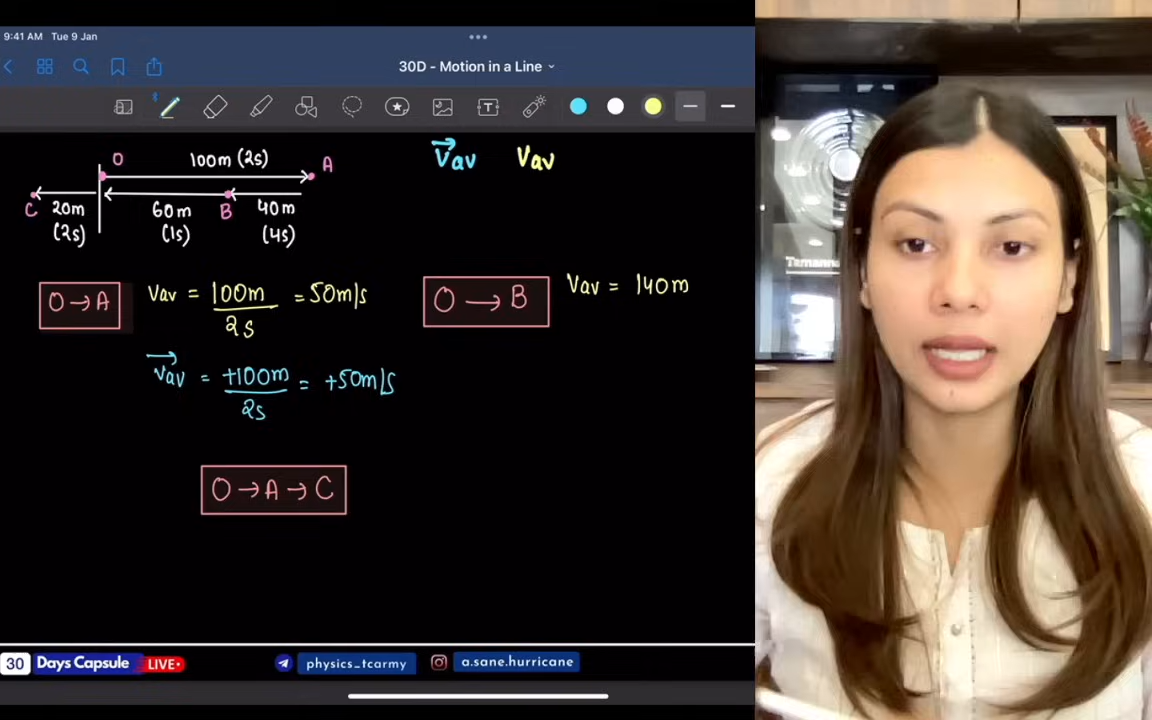 9:41 AM Tue 9 Jan
30D - Motion in a Line
O 100m (2s) A
C 20m (2s) 60m (1s) B 40m (4s)
V⃗av Vav
O → A Vav = 100m / 2s = 50m/s
O → B Vav = 140m
V⃗av = +100m / 2s = +50m/s
O → A → C
30 Days Capsule LIVE
physics_tcarmy
a.sane.hurricane